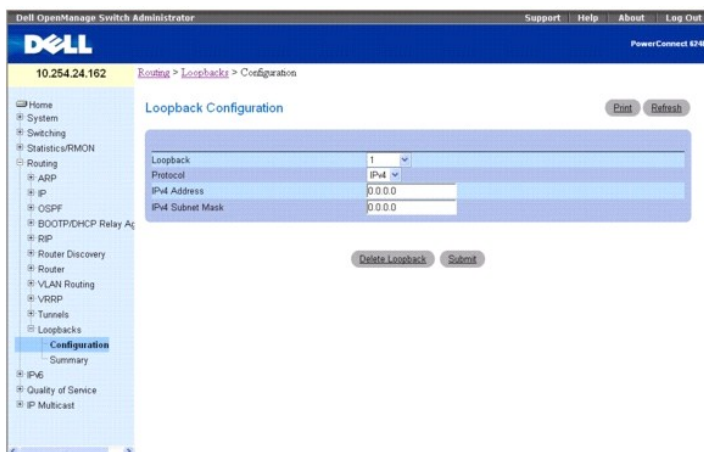 Dell OpenManage Switch Administrator
Support Help About Log Out
DELL
PowerConnect 624
10.254.24.162
Routing > Loopbacks > Configuration
Home
System
Switching
Statistics/RMON
Routing
ARP
IP
OSPF
BOOTP/DHCP Relay Ag
RIP
Router Discovery
Router
VLAN Routing
VRRP
Tunnels
Loopbacks
Configuration
Summary
IPv6
Quality of Service
IP Multicast
Loopback Configuration
Print Refresh
Loopback 1
Protocol IPv4
IPv4 Address 0.0.0.0
IPv4 Subnet Mask 0.0.0.0
Delete Loopback Submit